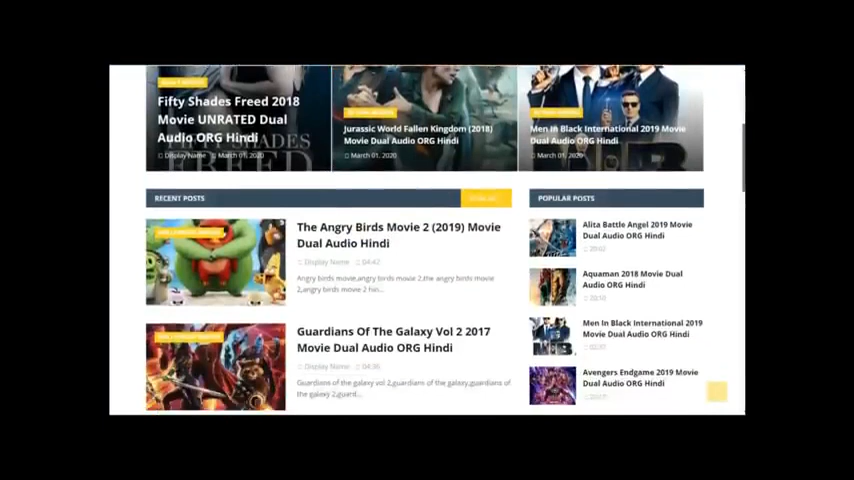 Fifty Shades Freed 2018
Movie UNRATED Dual
Audio ORG Hindi
Display Name March 01, 2020
Jurassic World Fallen Kingdom (2018)
Movie Dual Audio ORG Hindi
March 01, 2020
Men In Black International 2019 Movie
Dual Audio ORG Hindi
March 01, 2020
RECENT POSTS
POPULAR POSTS
The Angry Birds Movie 2 (2019) Movie
Dual Audio Hindi
Display Name 04:42
Angry birds movie,angry birds movie 2,the angry birds movie
2,angry birds movie 2 hin...
Guardians Of The Galaxy Vol 2 2017
Movie Dual Audio ORG Hindi
Display Name 04:36
Guardians of the galaxy vol 2,guardians of the galaxy,guardians of
the galaxy 2,guard...
Alita Battle Angel 2019 Movie
Dual Audio ORG Hindi
Aquaman 2018 Movie Dual
Audio ORG Hindi
Men In Black International 2019
Movie Dual Audio ORG Hindi
Avengers Endgame 2019 Movie
Dual Audio ORG Hindi